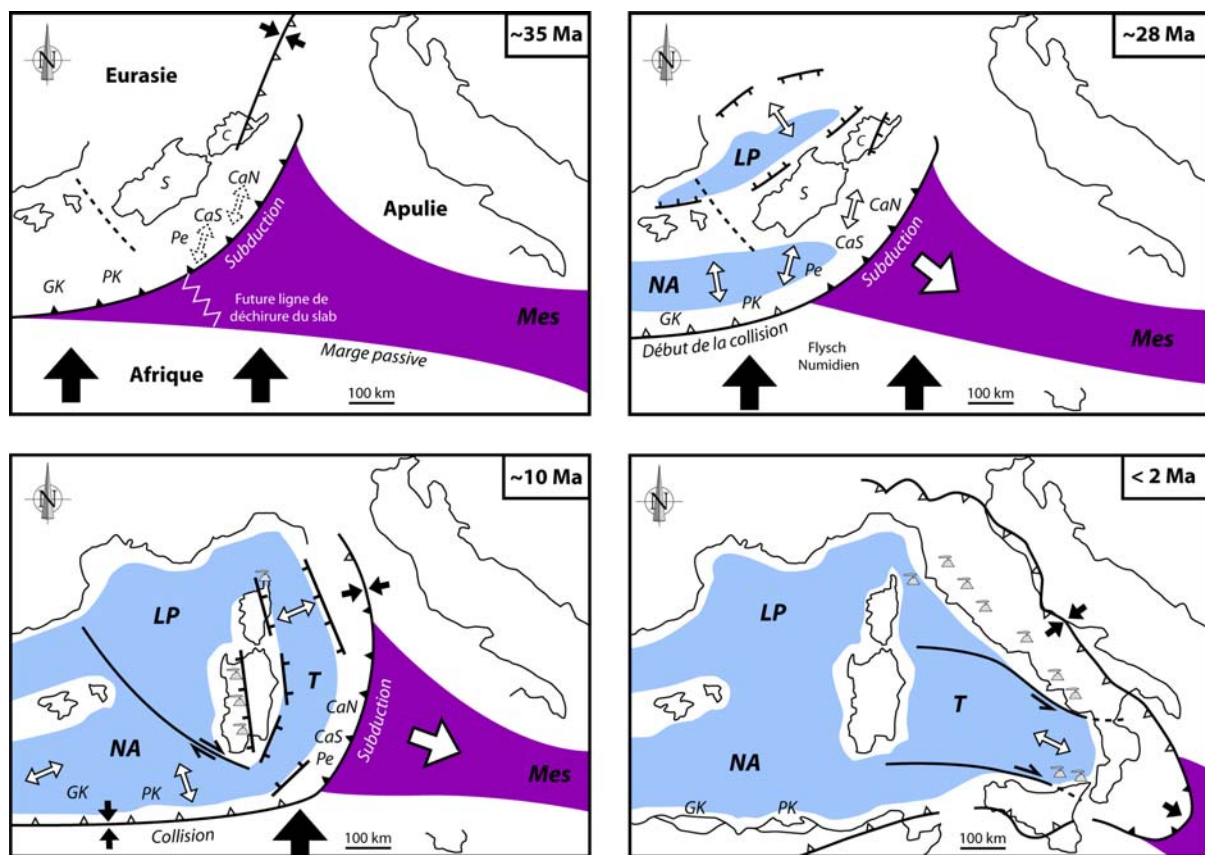 N
~35 Ma
Eurasie
C
S
CaN
CaS
Pe
Subduction
Apulie
GK
PK
Future ligne de
déchirure du slab
Mes
Marge passive
Afrique
100 km
N
~28 Ma
LP
C
S
CaN
CaS
Pe
Subduction
NA
PK
GK
Début de la collision
Mes
Flysch
Numidien
100 km
N
~10 Ma
LP
T
CaN
CaS
Pe
Subduction
NA
GK
PK
Mes
Collision
100 km
N
< 2 Ma
LP
T
NA
GK
PK
100 km